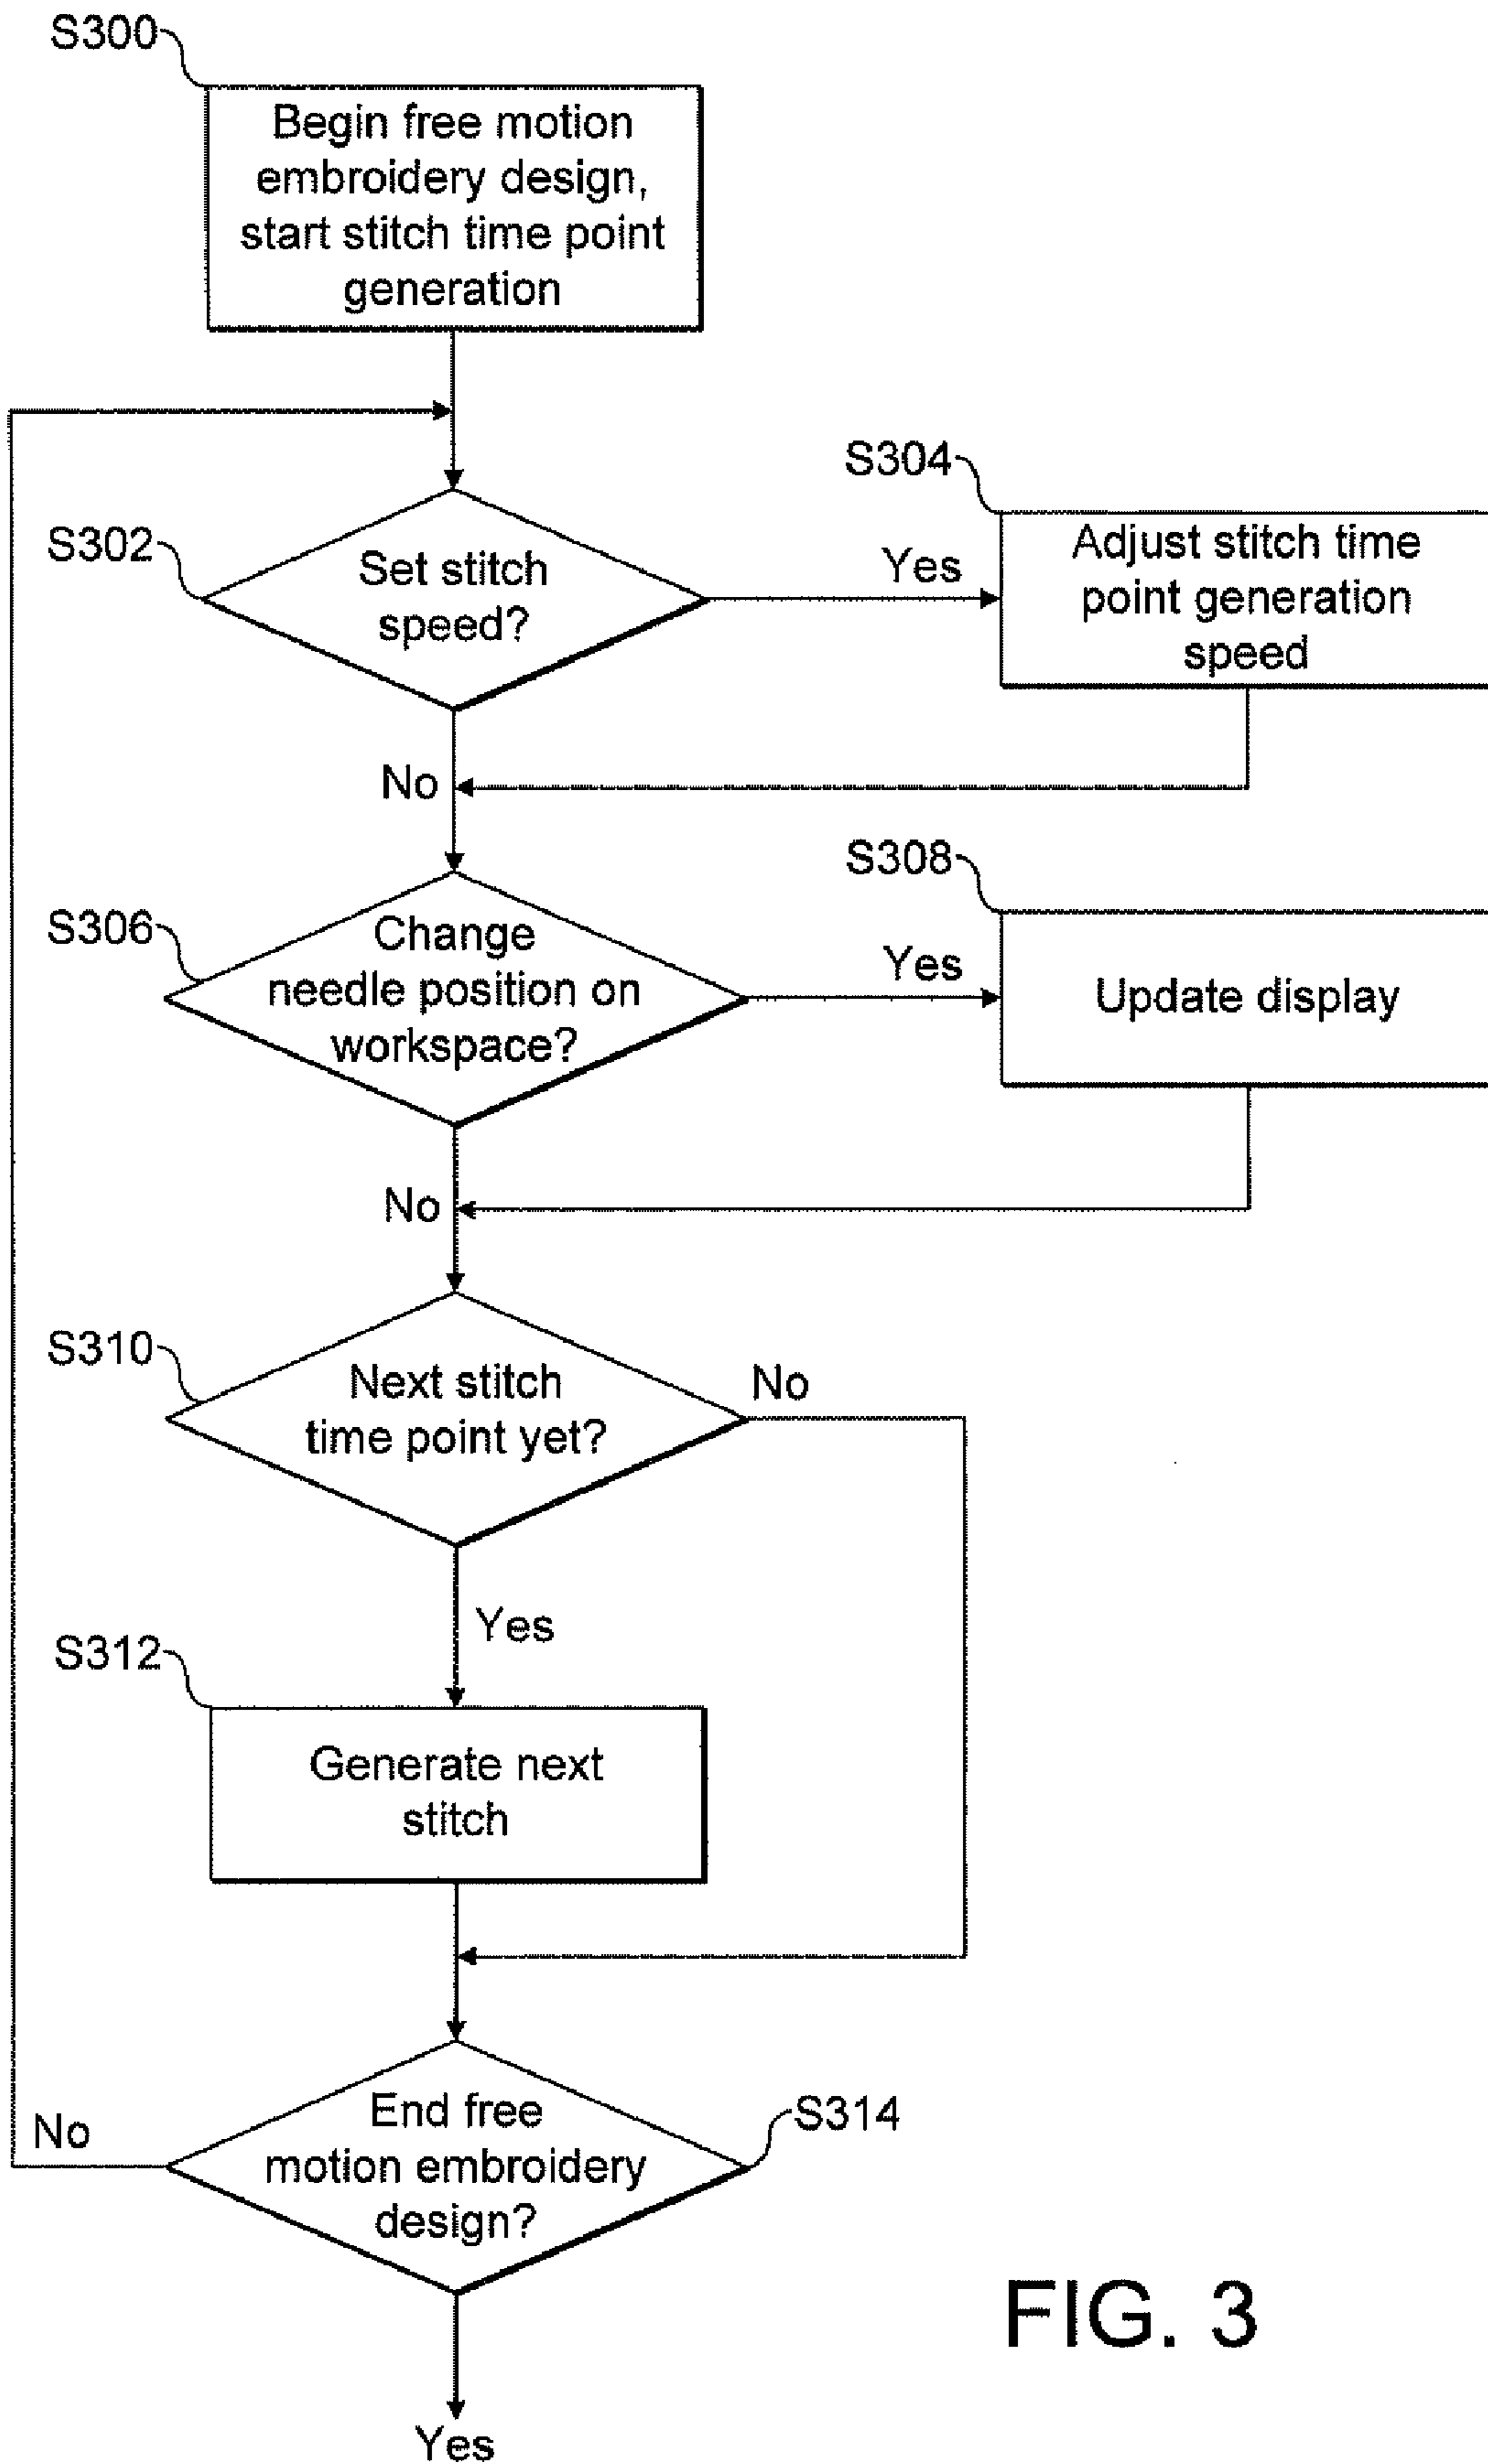 S300
Begin free motion
embroidery design,
start stitch time point
generation
S302
Set stitch
speed?
Yes
S304
Adjust stitch time
point generation
speed
No
S306
Change
needle position on
workspace?
Yes
S308
Update display
No
S310
Next stitch
time point yet?
No
Yes
S312
Generate next
stitch
S314
End free
motion embroidery
design?
No
Yes
FIG. 3